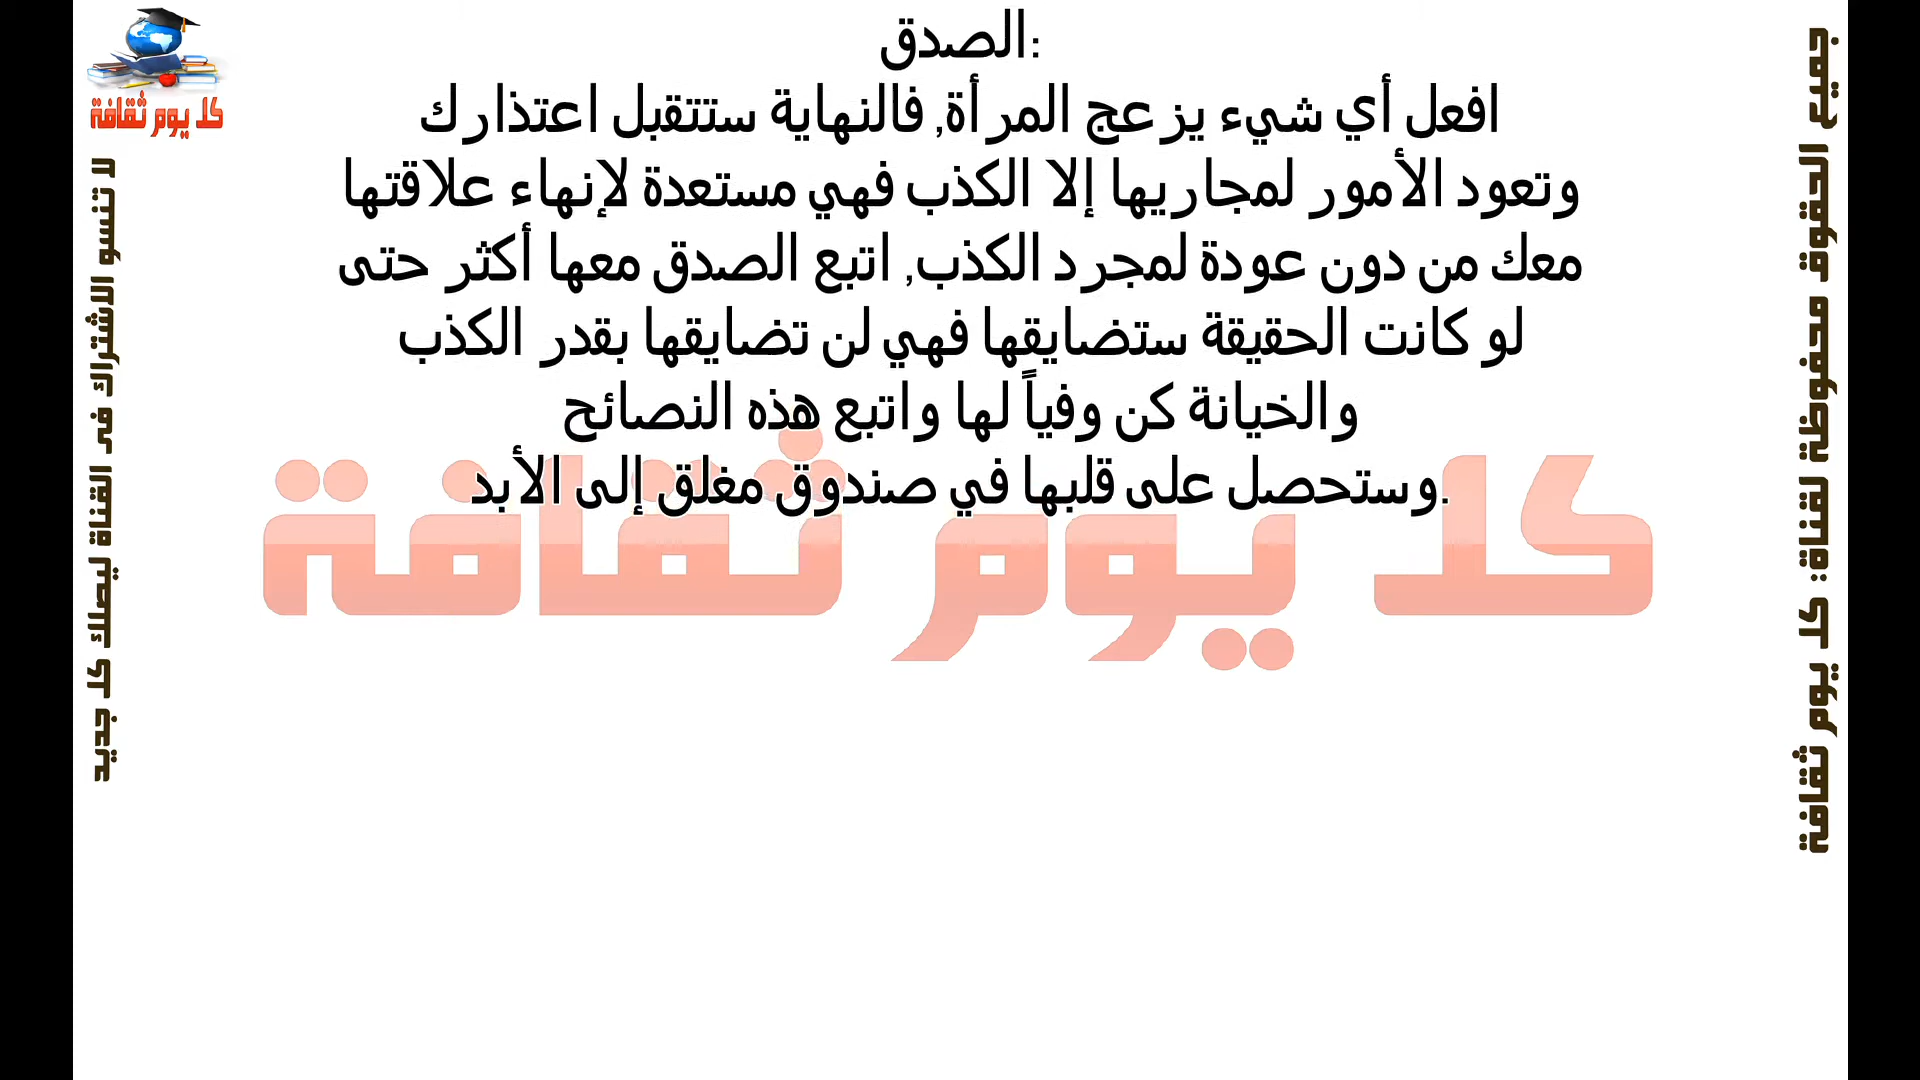 الصدق:
افعل أي شيء يزعج المرأة, فالنهاية ستتقبل اعتذارك
وتعود الأمور لمجاريها إلا الكذب فهي مستعدة لإنهاء علاقتها
معك من دون عودة لمجرد الكذب, اتبع الصدق معها أكثر حتى
لو كانت الحقيقة ستضايقها فهي لن تضايقها بقدر الكذب
والخيانة كن وفياً لها واتبع هذه النصائح
وستحصل على قلبها في صندوق مغلق إلى الأبد.
كل يوم ثقافة
كل يوم ثقافة
جميع الحقوق محفوظة لقناة: كل يوم ثقافة
لا تنسو الاشتراك فى القناة ليصلك كل جديد